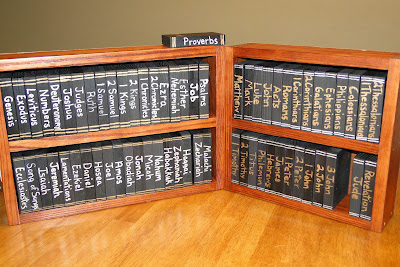 Proverbs
Genesis
Exodus
Leviticus
Numbers
Deuteronomy
Joshua
Judges
Ruth
1 Samuel
2 Samuel
1 Kings
2 Kings
1 Chronicles
2 Chronicles
Ezra
Nehemiah
Esther
Job
Psalms
Ecclesiastes
Song of Songs
Isaiah
Jeremiah
Lamentations
Ezekiel
Daniel
Hosea
Joel
Amos
Obadiah
Jonah
Micah
Nahum
Habakkuk
Zephaniah
Haggai
Zechariah
Malachi
Matthew
Mark
Luke
John
Acts
Romans
1 Corinthians
2 Corinthians
Galatians
Ephesians
Philippians
Colossians
1 Thessalonians
2 Thessalonians
2 Timothy
Titus
Philemon
Hebrews
James
1 Peter
2 Peter
1 John
2 John
3 John
Jude
Revelation